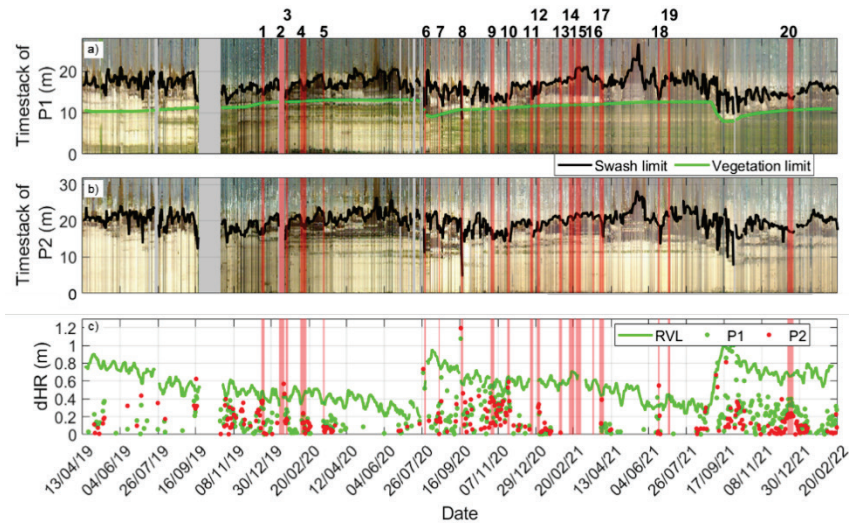 3
12 14 17 19
1 2 4 5 6 7 8 9 10 11 131516 18 20
a)
Timestack of
P1 (m)
20
10
0
Swash limit Vegetation limit
b)
Timestack of
P2 (m)
30
20
10
0
c)
RVL P1 P2
dHR (m)
1.2
1
0.8
0.6
0.4
0.2
0
13/04/19 04/06/19 26/07/19 16/09/19 08/11/19 30/12/19 20/02/20 12/04/20 04/06/20 26/07/20 16/09/20 07/11/20 29/12/20 20/02/21 13/04/21 04/06/21 26/07/21 17/09/21 08/11/21 30/12/21 20/02/22
Date